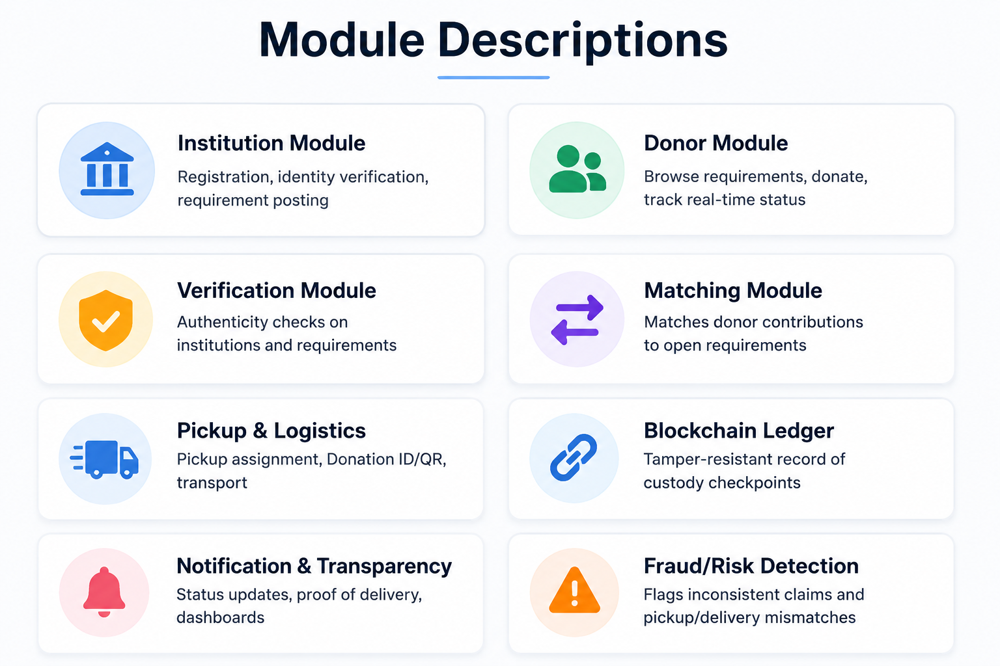 Module Descriptions
Institution Module
Registration, identity verification,
requirement posting
Donor Module
Browse requirements, donate,
track real-time status
Verification Module
Authenticity checks on
institutions and requirements
Matching Module
Matches donor contributions
to open requirements
Pickup & Logistics
Pickup assignment, Donation ID/QR,
transport
Blockchain Ledger
Tamper-resistant record of
custody checkpoints
Notification & Transparency
Status updates, proof of delivery,
dashboards
Fraud/Risk Detection
Flags inconsistent claims and
pickup/delivery mismatches